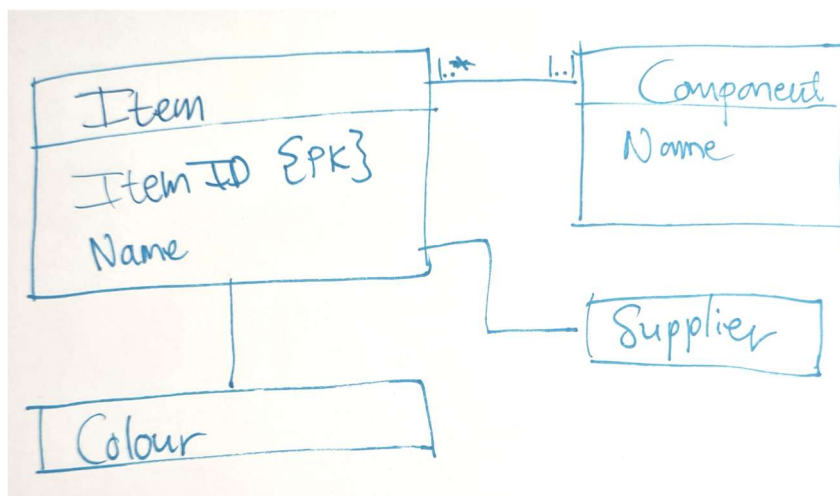 Item
1..*
1..1
Component
Item ID {PK}
Name
Name
Supplier
Colour